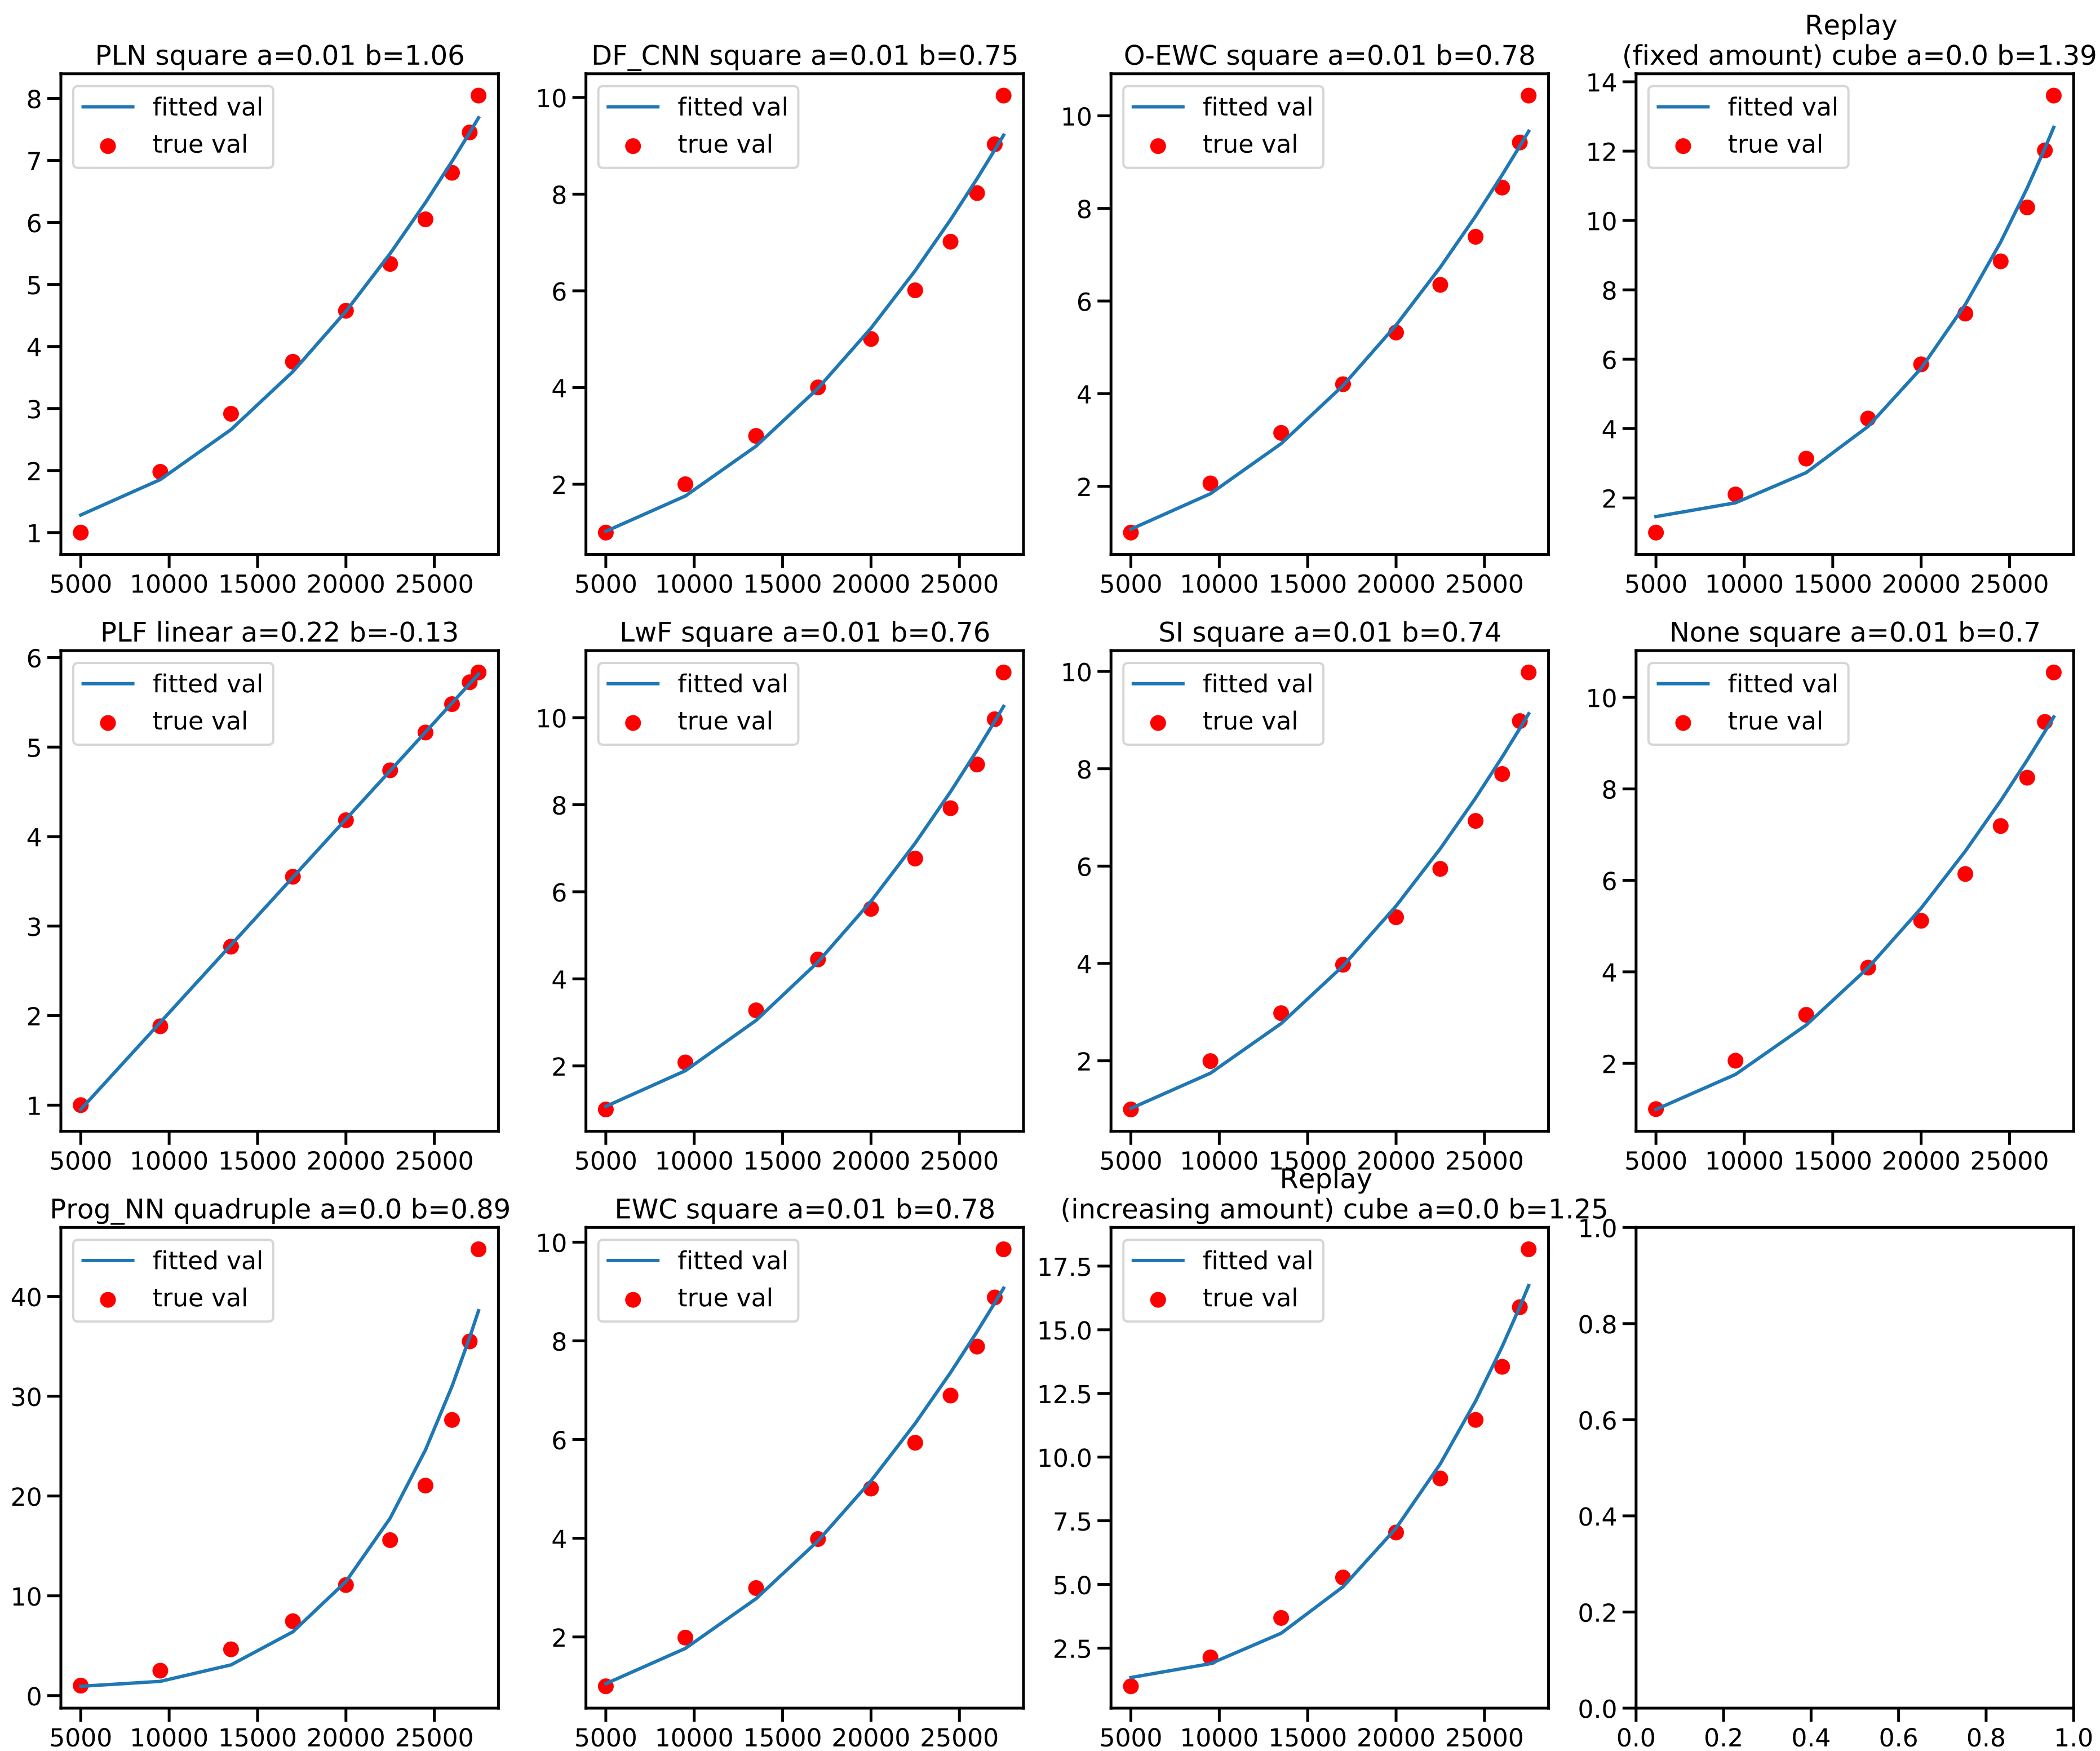 PLN square a=0.01 b=1.06
8
7
6
5
4
3
2
1
fitted val
true val
5000 10000 15000 20000 25000
DF_CNN square a=0.01 b=0.75
10
8
6
4
2
fitted val
true val
5000 10000 15000 20000 25000
O-EWC square a=0.01 b=0.78
10
8
6
4
2
fitted val
true val
5000 10000 15000 20000 25000
Replay
(fixed amount) cube a=0.0 b=1.39
14
12
10
8
6
4
2
fitted val
true val
5000 10000 15000 20000 25000
PLF linear a=0.22 b=-0.13
6
5
4
3
2
1
fitted val
true val
5000 10000 15000 20000 25000
LwF square a=0.01 b=0.76
10
8
6
4
2
fitted val
true val
5000 10000 15000 20000 25000
SI square a=0.01 b=0.74
10
8
6
4
2
fitted val
true val
5000 10000 15000 20000 25000
None square a=0.01 b=0.7
10
8
6
4
2
fitted val
true val
5000 10000 15000 20000 25000
Prog_NN quadruple a=0.0 b=0.89
40
30
20
10
0
fitted val
true val
5000 10000 15000 20000 25000
EWC square a=0.01 b=0.78
10
8
6
4
2
fitted val
true val
5000 10000 15000 20000 25000
Replay
(increasing amount) cube a=0.0 b=1.25
17.5
15.0
12.5
10.0
7.5
5.0
2.5
fitted val
true val
5000 10000 15000 20000 25000
1.0
0.8
0.6
0.4
0.2
0.0
0.0 0.2 0.4 0.6 0.8 1.0